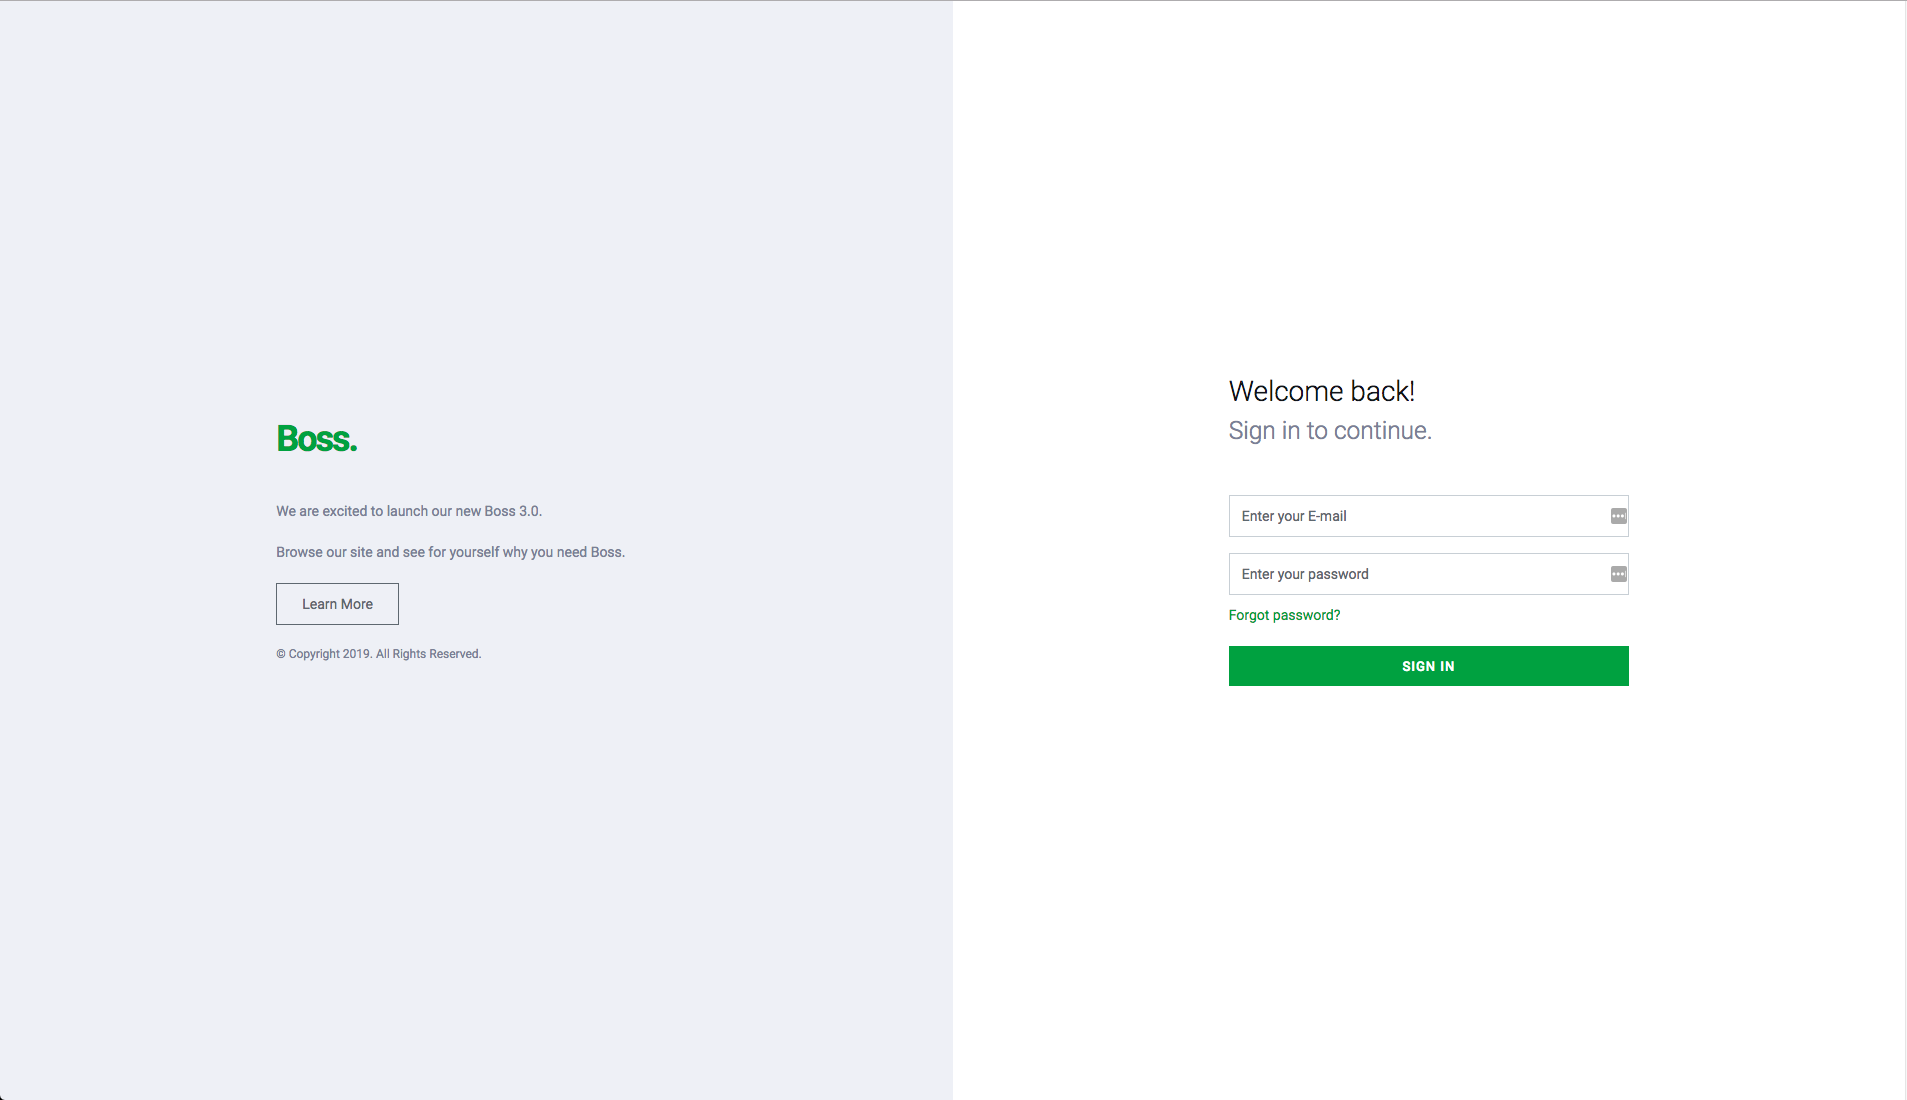 Boss.
We are excited to launch our new Boss 3.0.
Browse our site and see for yourself why you need Boss.
Learn More
© Copyright 2019. All Rights Reserved.
Welcome back!
Sign in to continue.
Enter your E-mail
Enter your password
Forgot password?
SIGN IN